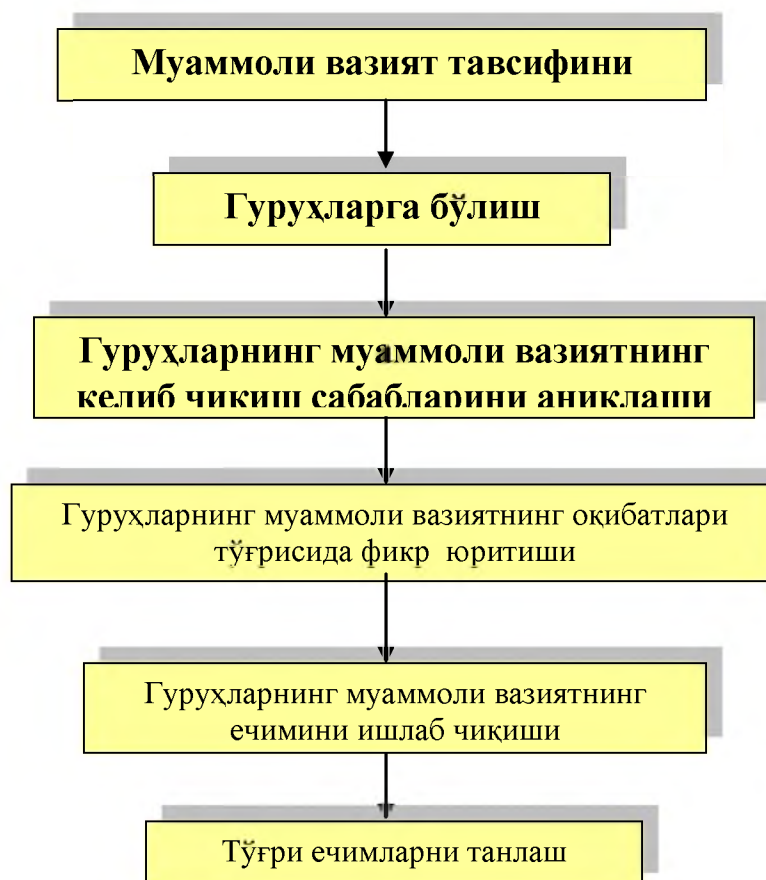 Муаммоли вазият тавсифини
Гуруҳларга бўлиш
Гуруҳларнинг муаммоли вазиятнинг
келиб чиқиш сабабларини аниқлаши
Гуруҳларнинг муаммоли вазиятнинг оқибатлари
тўғрисида фикр юритиши
Гуруҳларнинг муаммоли вазиятнинг
ечимини ишлаб чиқиши
Тўғри ечимларни танлаш